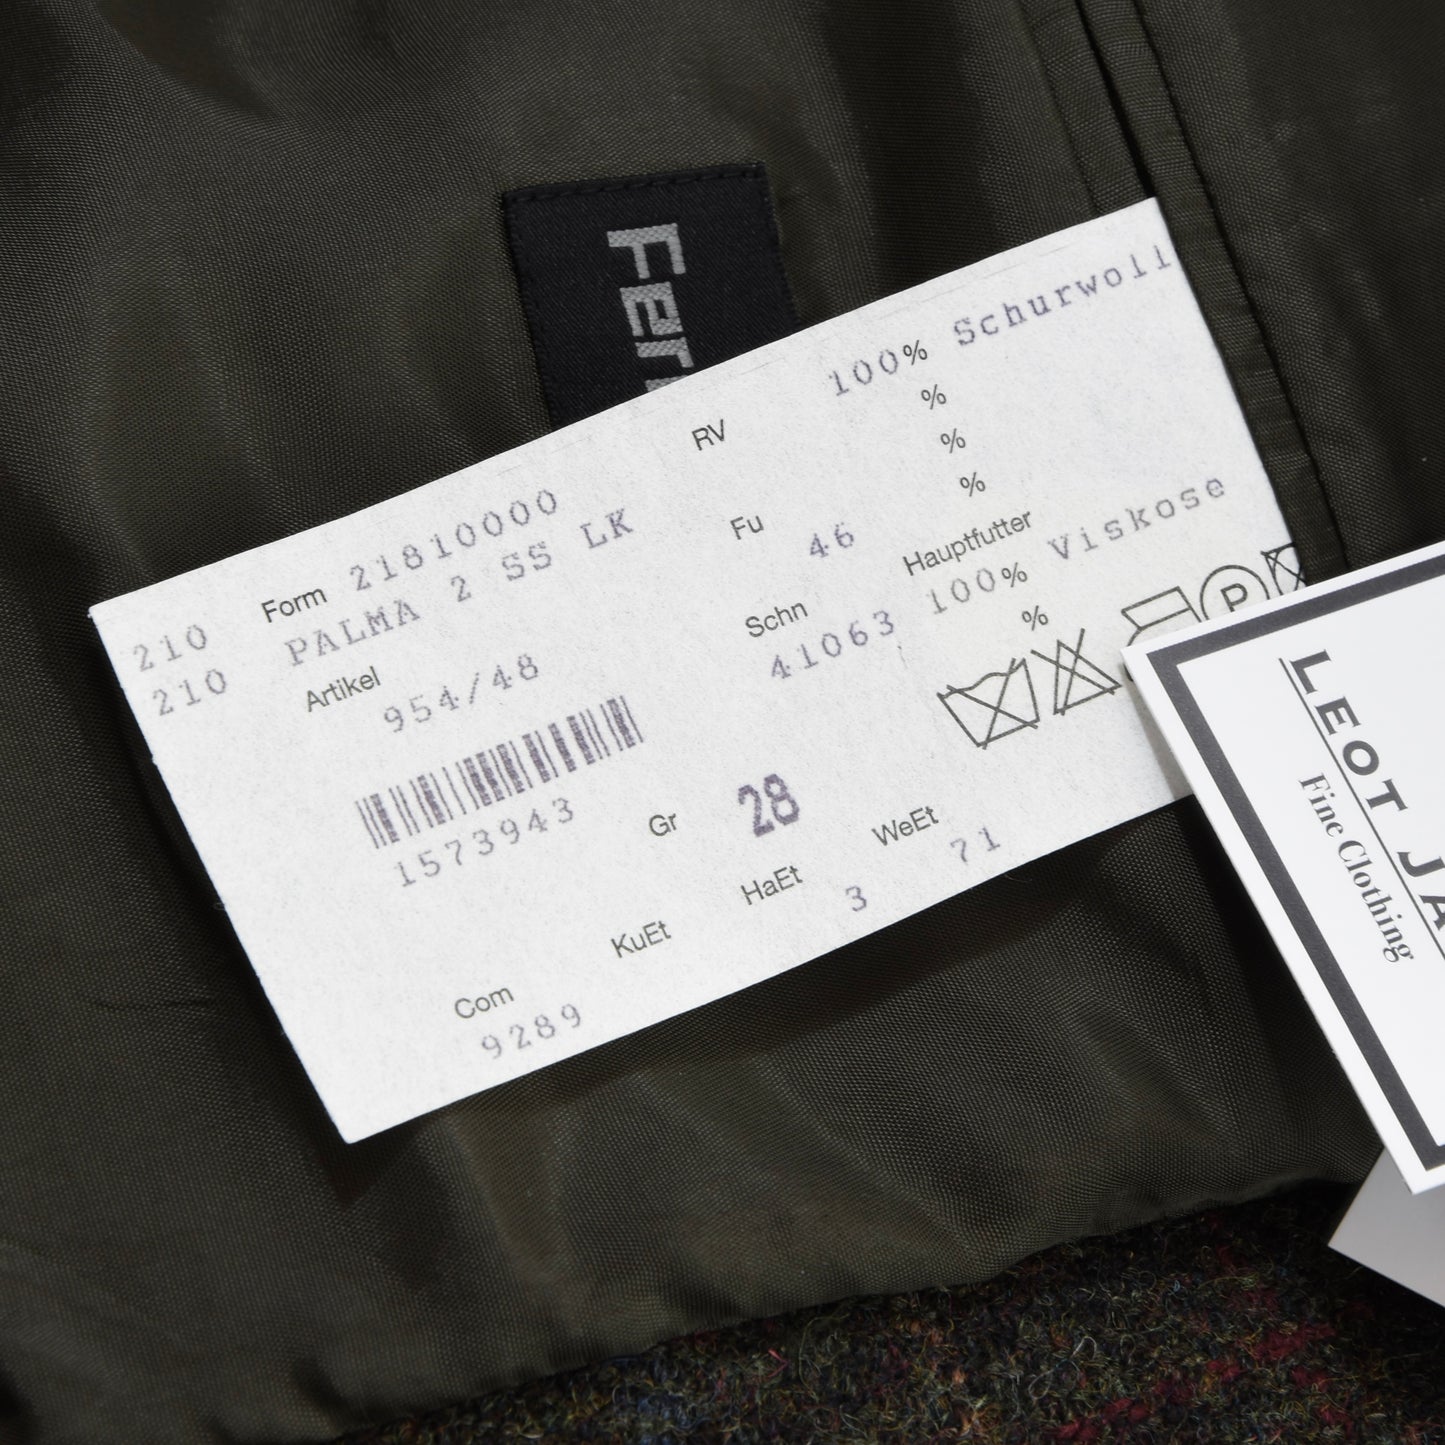 Fer
RV
100% Schurwoll
%
%
%
Form 21810000
210 PALMA 2 SS LK
210
Fu
46
Hauptfutter
100% Viskose
%
Artikel
954/48
Schn
41063
P
1573943
Gr 28
WeEt
71
HaEt
3
KuEt
Com
9289
LEOT JA
Fine Clothing